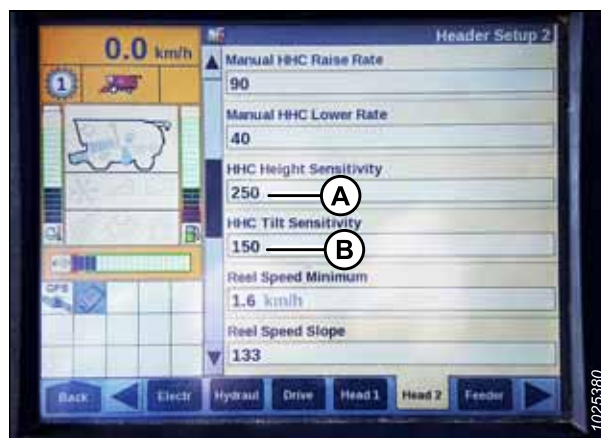 0.0 km/h
Header Setup 2
1
Manual HHC Raise Rate
90
Manual HHC Lower Rate
40
HHC Height Sensitivity
250
A
HHC Tilt Sensitivity
150
B
Reel Speed Minimum
1.6 km/h
Reel Speed Slope
133
GPS
Back
Electr
Hydraul
Drive
Head 1
Head 2
Feeder
1025380